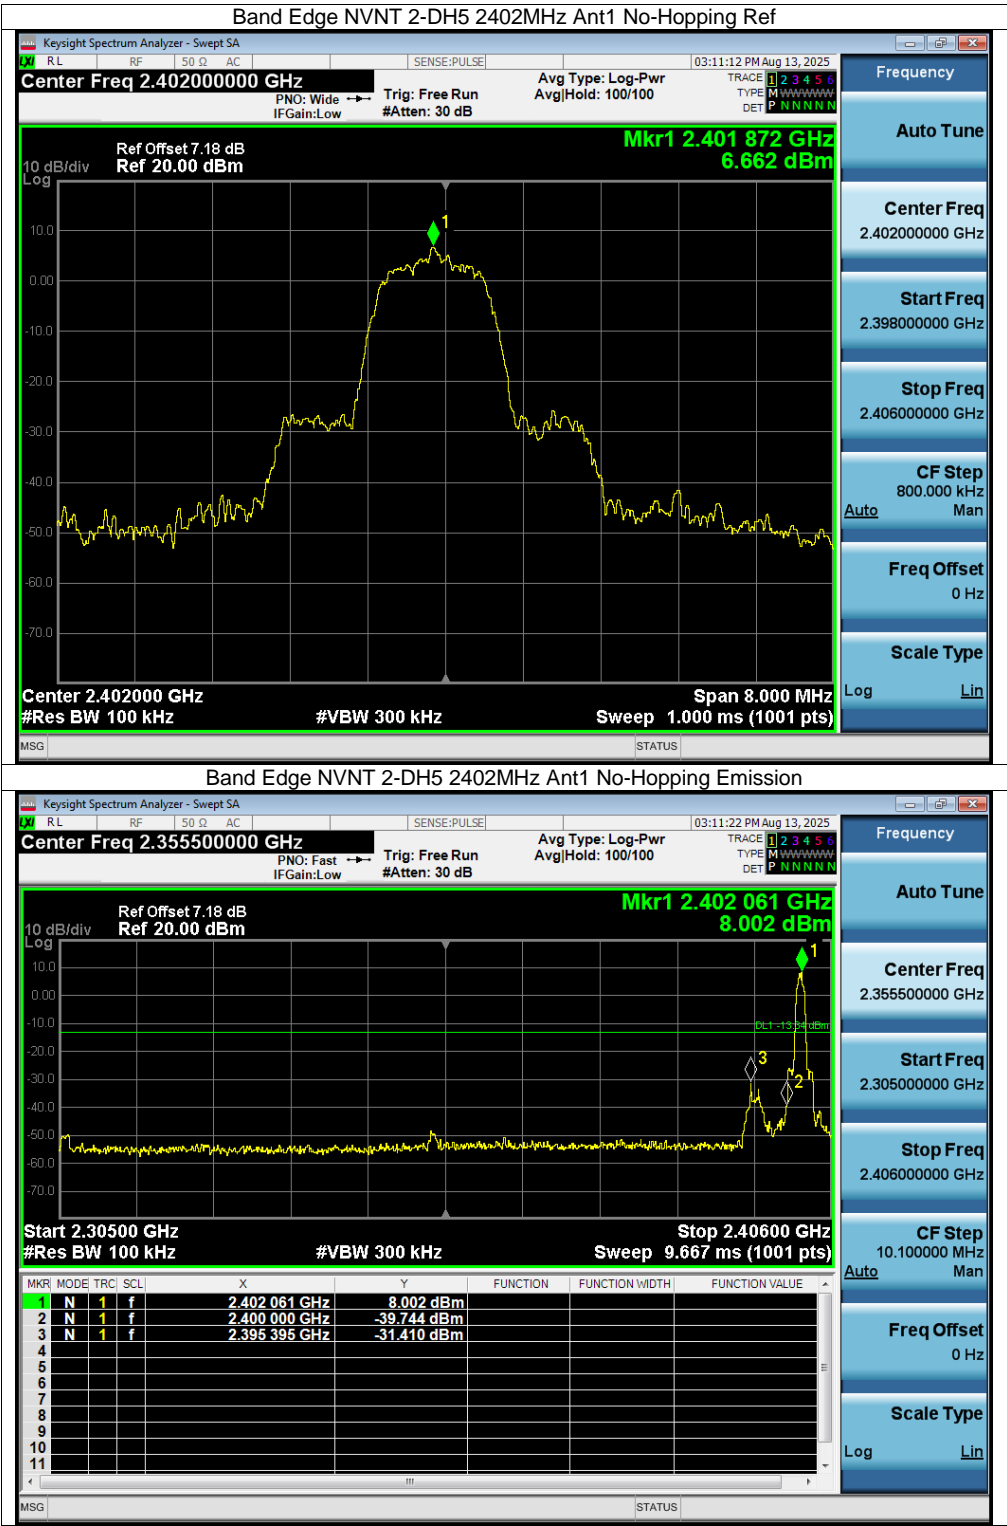 Band Edge NVNT 2-DH5 2402MHz Ant1 No-Hopping Ref
Keysight Spectrum Analyzer - Swept SA
LXI RL RF 50 Ω AC SENSE:PULSE 03:11:12 PM Aug 13, 2025
Center Freq 2.402000000 GHz
PNO: Wide
IFGain:Low
Trig: Free Run
#Atten: 30 dB
Avg Type: Log-Pwr
Avg|Hold: 100/100
TRACE 1 2 3 4 5 6
TYPE M WWWWW
DET P N N N N N
Mkr1 2.401 872 GHz
6.662 dBm
Ref Offset 7.18 dB
10 dB/div Ref 20.00 dBm
Log
1
10.0
0.00
-10.0
-20.0
-30.0
-40.0
-50.0
-60.0
-70.0
Center 2.402000 GHz Span 8.000 MHz
#Res BW 100 kHz #VBW 300 kHz Sweep 1.000 ms (1001 pts)
MSG STATUS
Frequency
Auto Tune
Center Freq
2.402000000 GHz
Start Freq
2.398000000 GHz
Stop Freq
2.406000000 GHz
CF Step
800.000 kHz
Auto Man
Freq Offset
0 Hz
Scale Type
Log Lin
Band Edge NVNT 2-DH5 2402MHz Ant1 No-Hopping Emission
Keysight Spectrum Analyzer - Swept SA
LXI RL RF 50 Ω AC SENSE:PULSE 03:11:22 PM Aug 13, 2025
Center Freq 2.355500000 GHz
PNO: Fast
IFGain:Low
Trig: Free Run
#Atten: 30 dB
Avg Type: Log-Pwr
Avg|Hold: 100/100
TRACE 1 2 3 4 5 6
TYPE M WWWWW
DET P N N N N N
Mkr1 2.402 061 GHz
8.002 dBm
Ref Offset 7.18 dB
10 dB/div Ref 20.00 dBm
Log
1
10.0
0.00
-10.0
DL1 -13.34 dBm
-20.0
3
-30.0
2
-40.0
-50.0
-60.0
-70.0
Start 2.30500 GHz Stop 2.40600 GHz
#Res BW 100 kHz #VBW 300 kHz Sweep 9.667 ms (1001 pts)
MKR MODE TRC SCL X Y FUNCTION FUNCTION WIDTH FUNCTION VALUE
1 N 1 f 2.402 061 GHz 8.002 dBm
2 N 1 f 2.400 000 GHz -39.744 dBm
3 N 1 f 2.395 395 GHz -31.410 dBm
4
5
6
7
8
9
10
11
MSG STATUS
Frequency
Auto Tune
Center Freq
2.355500000 GHz
Start Freq
2.305000000 GHz
Stop Freq
2.406000000 GHz
CF Step
10.100000 MHz
Auto Man
Freq Offset
0 Hz
Scale Type
Log Lin